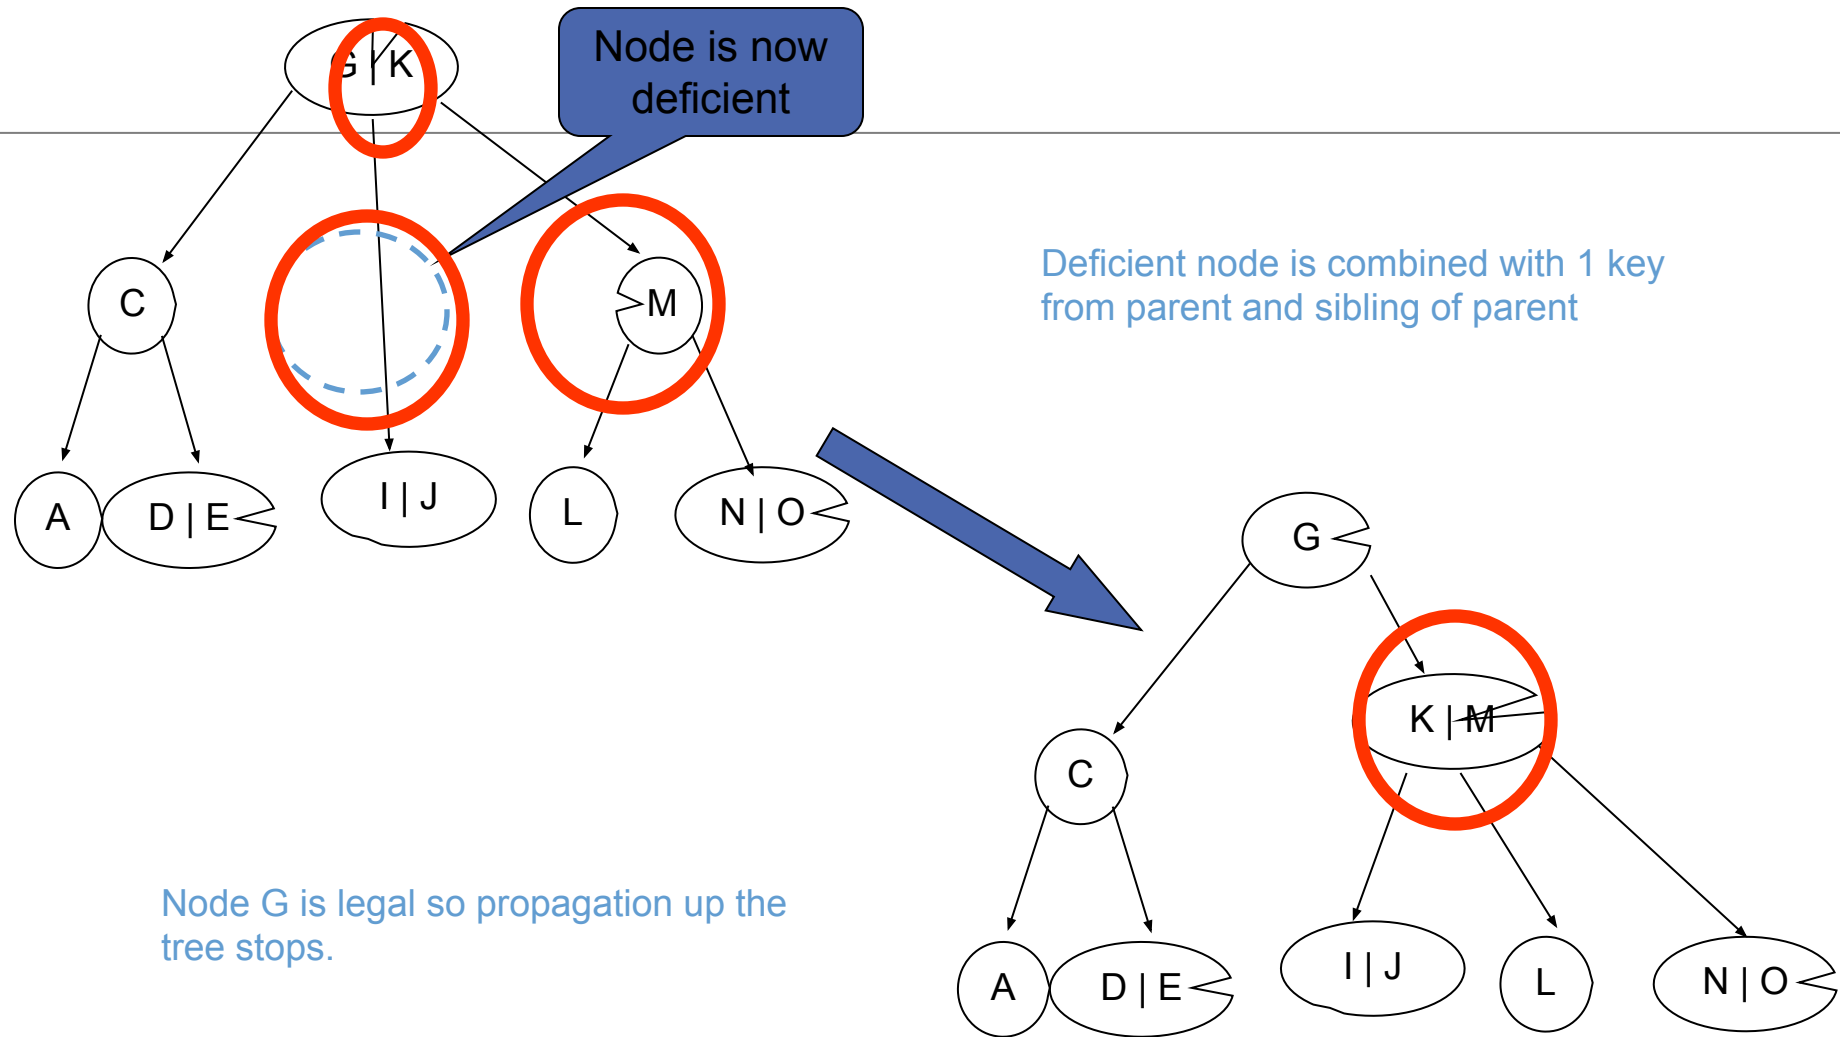 G | K
Node is now
deficient
C
M
Deficient node is combined with 1 key
from parent and sibling of parent
A
D | E
I | J
L
N | O
G
K | M
C
Node G is legal so propagation up the
tree stops.
A
D | E
I | J
L
N | O